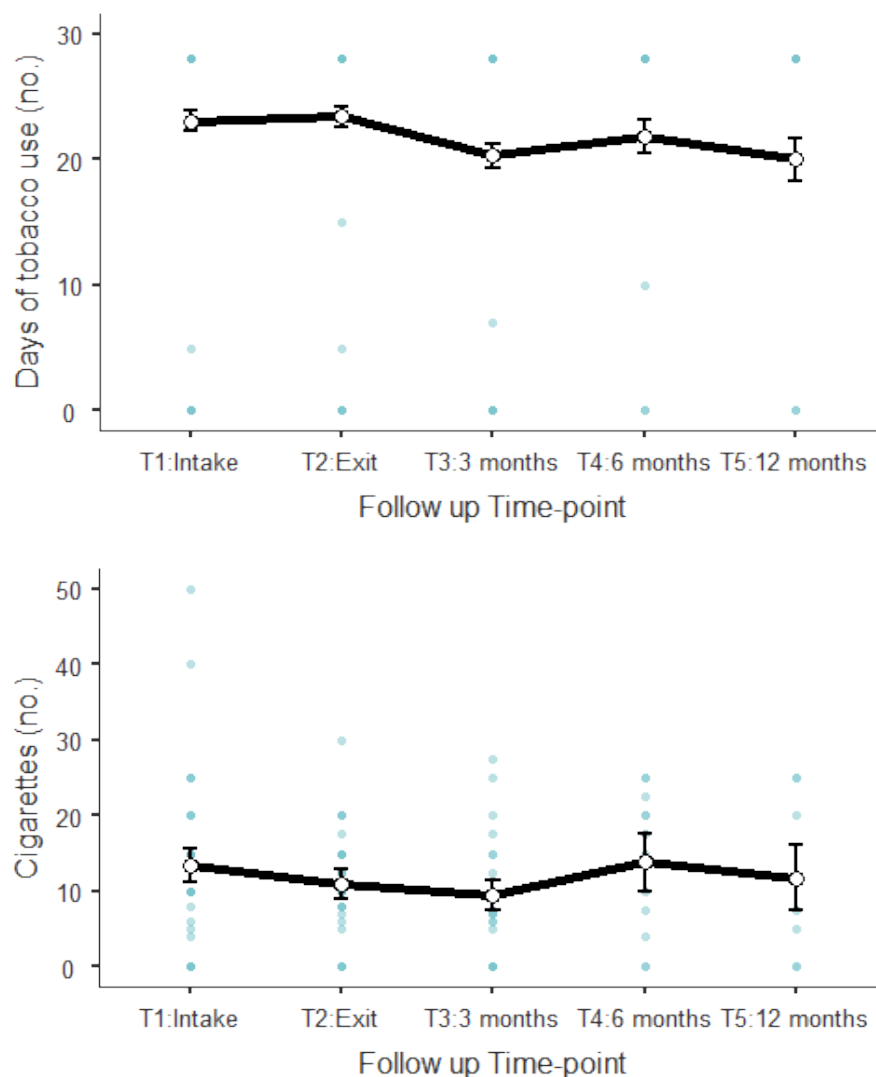 Days of tobacco use (no.)
30
20
10
0
T1:Intake T2:Exit T3:3 months T4:6 months T5:12 months
Follow up Time-point
Cigarettes (no.)
50
40
30
20
10
0
T1:Intake T2:Exit T3:3 months T4:6 months T5:12 months
Follow up Time-point